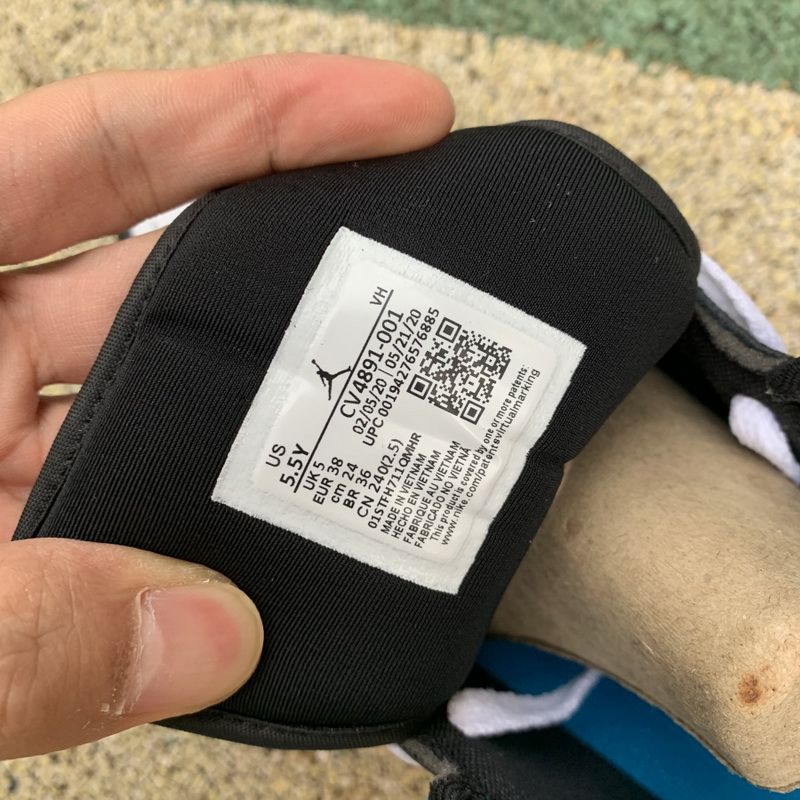 US
5.5Y
VH
UK 5
EUR 38
cm 24
BR 36
CN 240(2.5)
CV4891-001
02/05/20 | 05/21/20
UPC 00194276576885
01STFH711QMNR
MADE IN VIETNAM
HECHO EN VIETNAM
FABRIQUE AU VIETNAM
FABRICADO NO VIETNÃ
This product is covered by one or more patents:
www.nike.com/patentsvirtualmarking